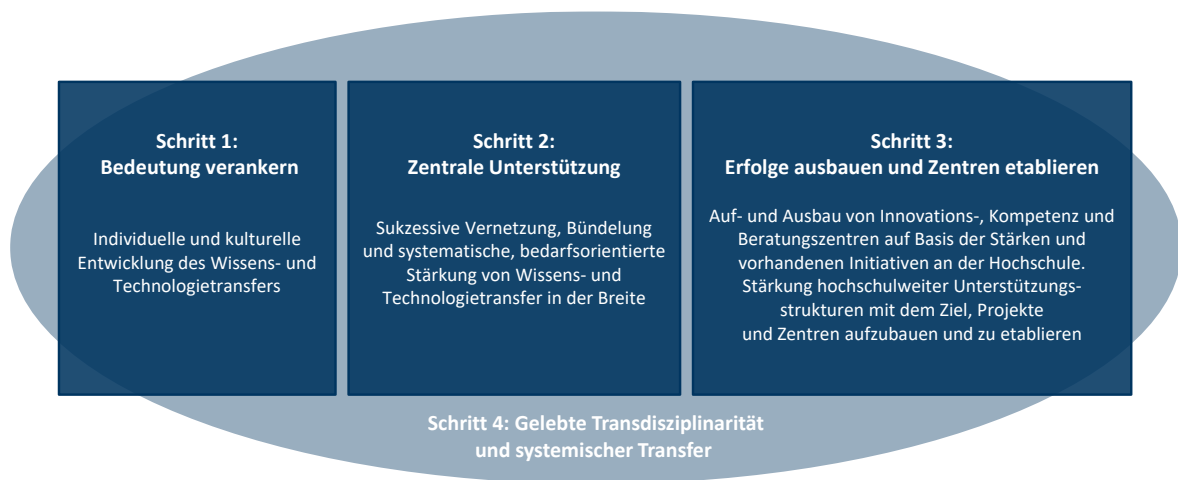 Schritt 1:
Bedeutung verankern
Individuelle und kulturelle
Entwicklung des Wissens- und
Technologietransfers
Schritt 2:
Zentrale Unterstützung
Sukzessive Vernetzung, Bündelung
und systematische, bedarfsorientierte
Stärkung von Wissens- und
Technologietransfer in der Breite
Schritt 3:
Erfolge ausbauen und Zentren etablieren
Auf- und Ausbau von Innovations-, Kompetenz und
Beratungszentren auf Basis der Stärken und
vorhandenen Initiativen an der Hochschule.
Stärkung hochschulweiter Unterstützungs-
strukturen mit dem Ziel, Projekte
und Zentren aufzubauen und zu etablieren
Schritt 4: Gelebte Transdisziplinarität
und systemischer Transfer